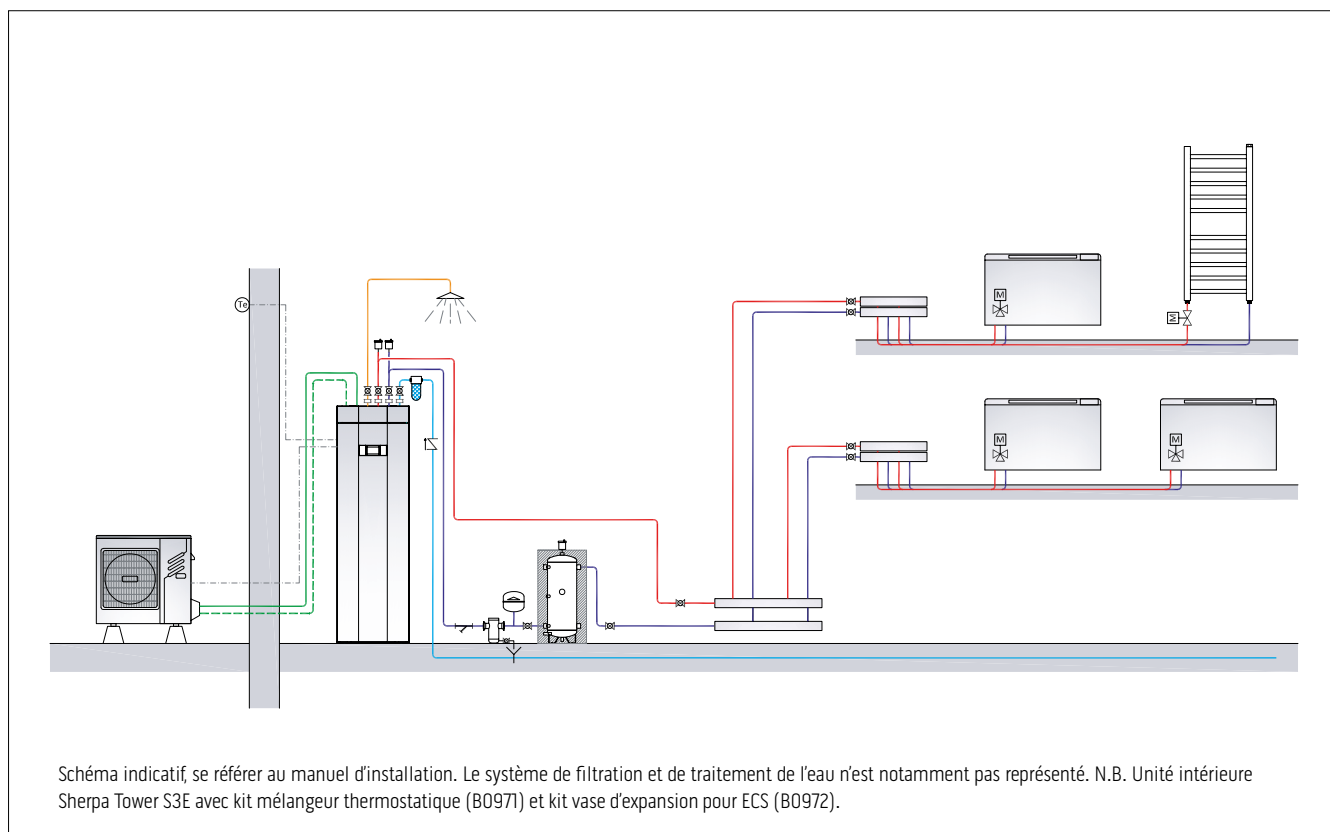 Te
M
M
M
M
Schéma indicatif, se référer au manuel d'installation. Le système de filtration et de traitement de l'eau n'est notamment pas représenté. N.B. Unité intérieure
Sherpa Tower S3E avec kit mélangeur thermostatique (B0971) et kit vase d'expansion pour ECS (B0972).